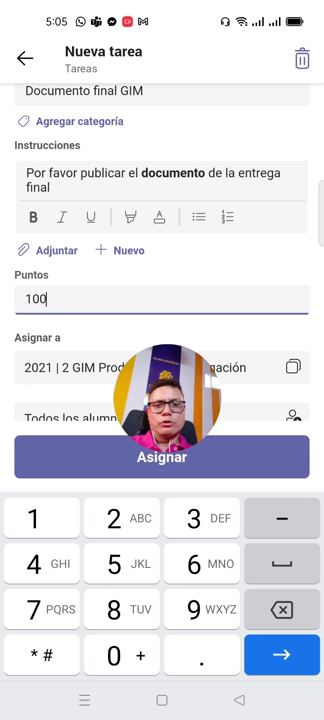 5:05
Nueva tarea
Tareas
Documento final GIM
Agregar categoría
Instrucciones
Por favor publicar el documento de la entrega
final
B I U
Adjuntar + Nuevo
Puntos
100
Asignar a
2021 | 2 GIM
Todos los
Asignar
1 2 ABC 3 DEF -
4 GHI 5 JKL 6 MNO
7 PQRS 8 TUV 9 WXYZ
* # 0 + .